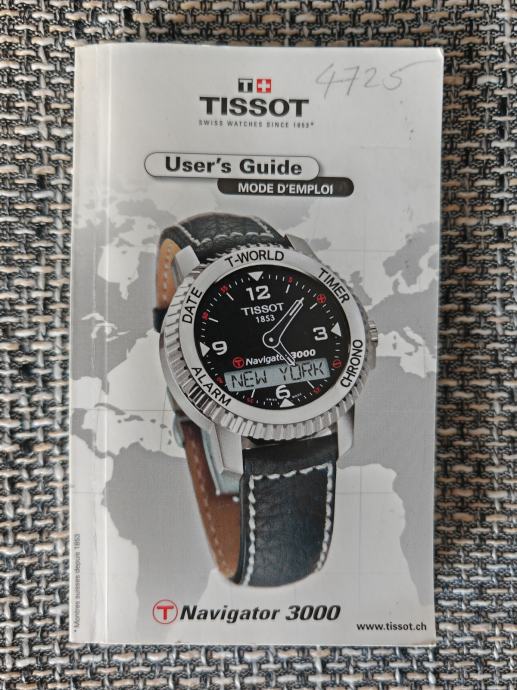 4725
T+
TISSOT
SWISS WATCHES SINCE 1853*
User's Guide
MODE D'EMPLOI
T-WORLD
TIMER
DATE
12
TISSOT
1853
9
3
T Navigator 3000
NEW YORK
6
ALARM
CHRONO
* Montres suisses depuis 1853
T Navigator 3000
www.tissot.ch